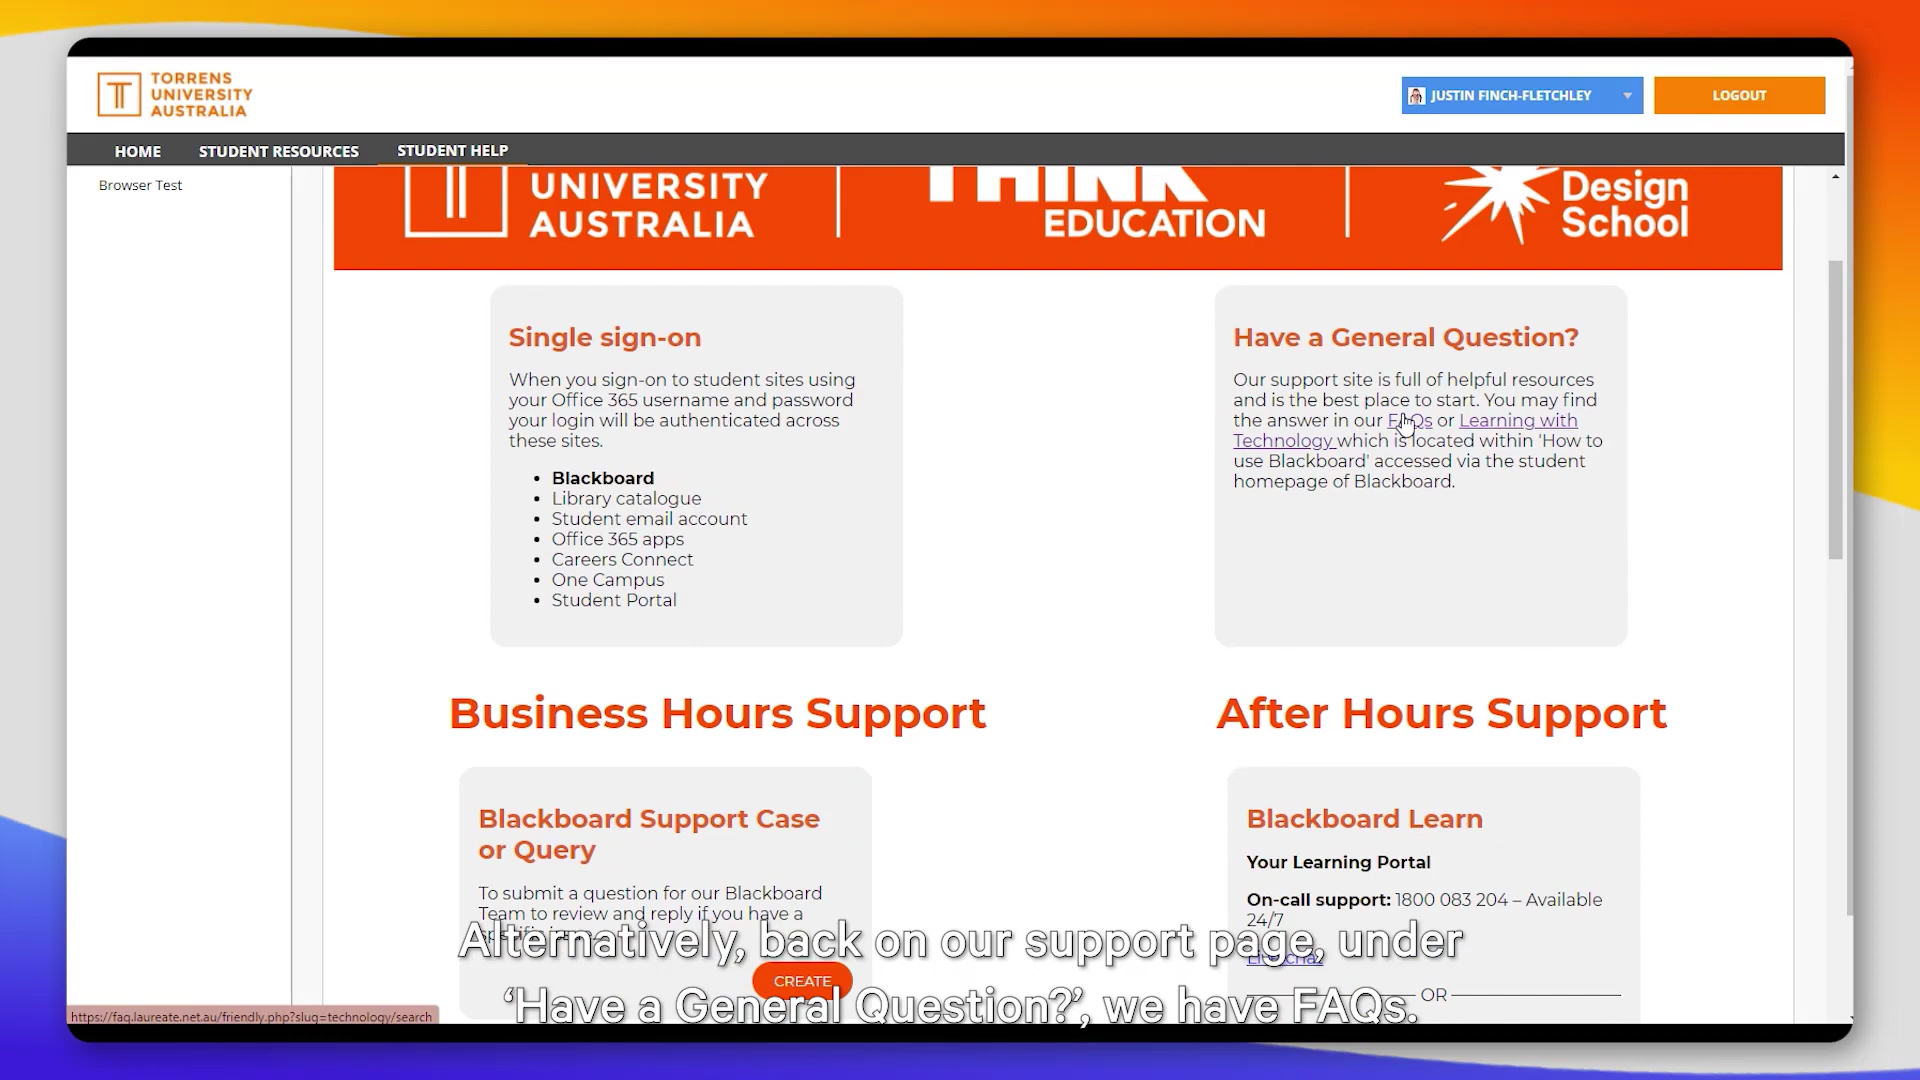 TORRENS
UNIVERSITY
AUSTRALIA
JUSTIN FINCH-FLETCHLEY
LOGOUT
HOME
STUDENT RESOURCES
STUDENT HELP
Browser Test
UNIVERSITY
AUSTRALIA
THINK
EDUCATION
Design
School
Single sign-on
When you sign-on to student sites using
your Office 365 username and password
your login will be authenticated across
these sites.
• Blackboard
• Library catalogue
• Student email account
• Office 365 apps
• Careers Connect
• One Campus
• Student Portal
Have a General Question?
Our support site is full of helpful resources
and is the best place to start. You may find
the answer in our FAQs or Learning with
Technology which is located within 'How to
use Blackboard' accessed via the student
homepage of Blackboard.
Business Hours Support
After Hours Support
Blackboard Support Case
or Query
To submit a question for our Blackboard
Team to review and reply if you have a
CREATE
Blackboard Learn
Your Learning Portal
On-call support: 1800 083 204 – Available
24/7
OR
Alternatively, back on our support page, under
‘Have a General Question?’, we have FAQs.
https://faq.laureate.net.au/friendly.php?slug=technology/search